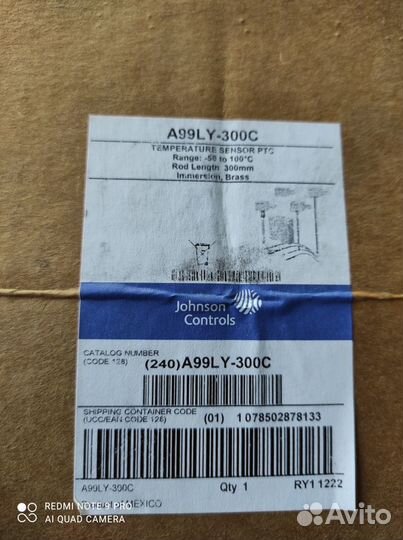 A99LY-300C
TEMPERATURE SENSOR PTC
Range: -50 to 100°C
Rod Length 300mm
Immersion, Brass
Johnson
Controls
CATALOG NUMBER
(CODE 128) (240)A99LY-300C
SHIPPING CONTAINER CODE
(UCC/EAN CODE 128) (01) 1 078502878133
A99LY-300C Qty 1 RY1 1222
MEXICO
REDMI NOTE 9 PRO
AI QUAD CAMERA
Avito